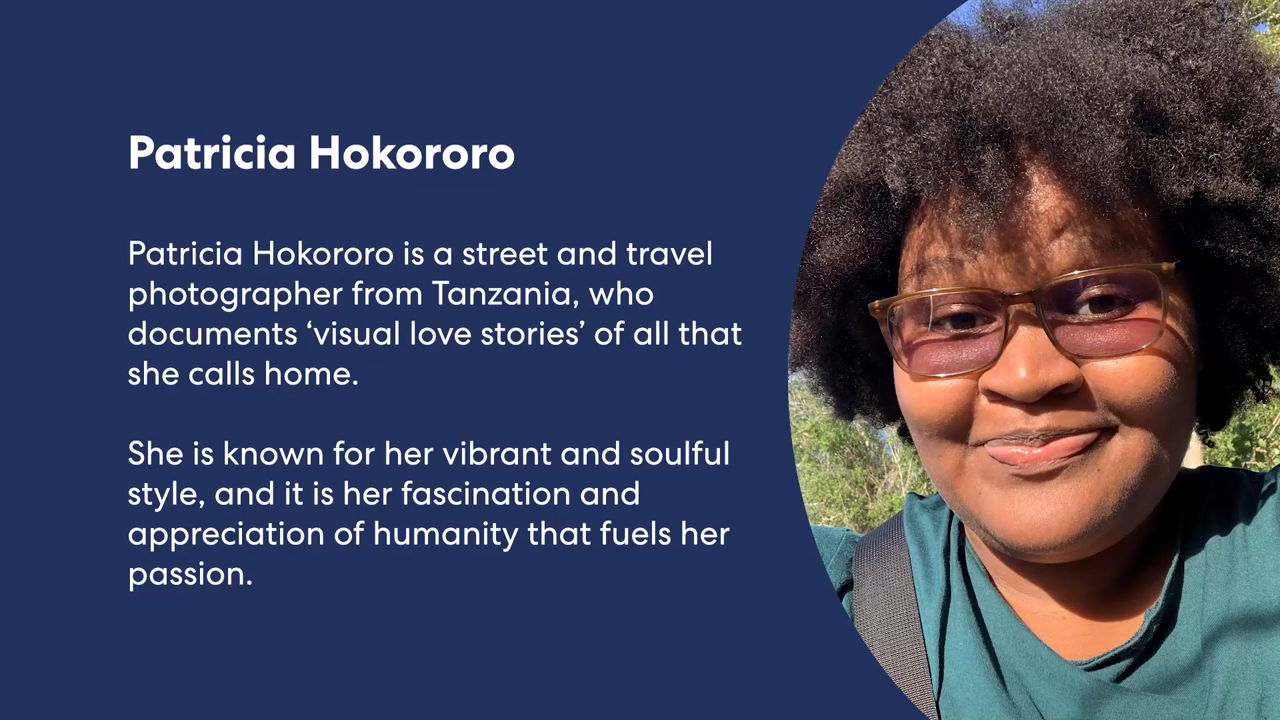 Patricia Hokororo
Patricia Hokororo is a street and travel
photographer from Tanzania, who
documents ‘visual love stories’ of all that
she calls home.
She is known for her vibrant and soulful
style, and it is her fascination and
appreciation of humanity that fuels her
passion.